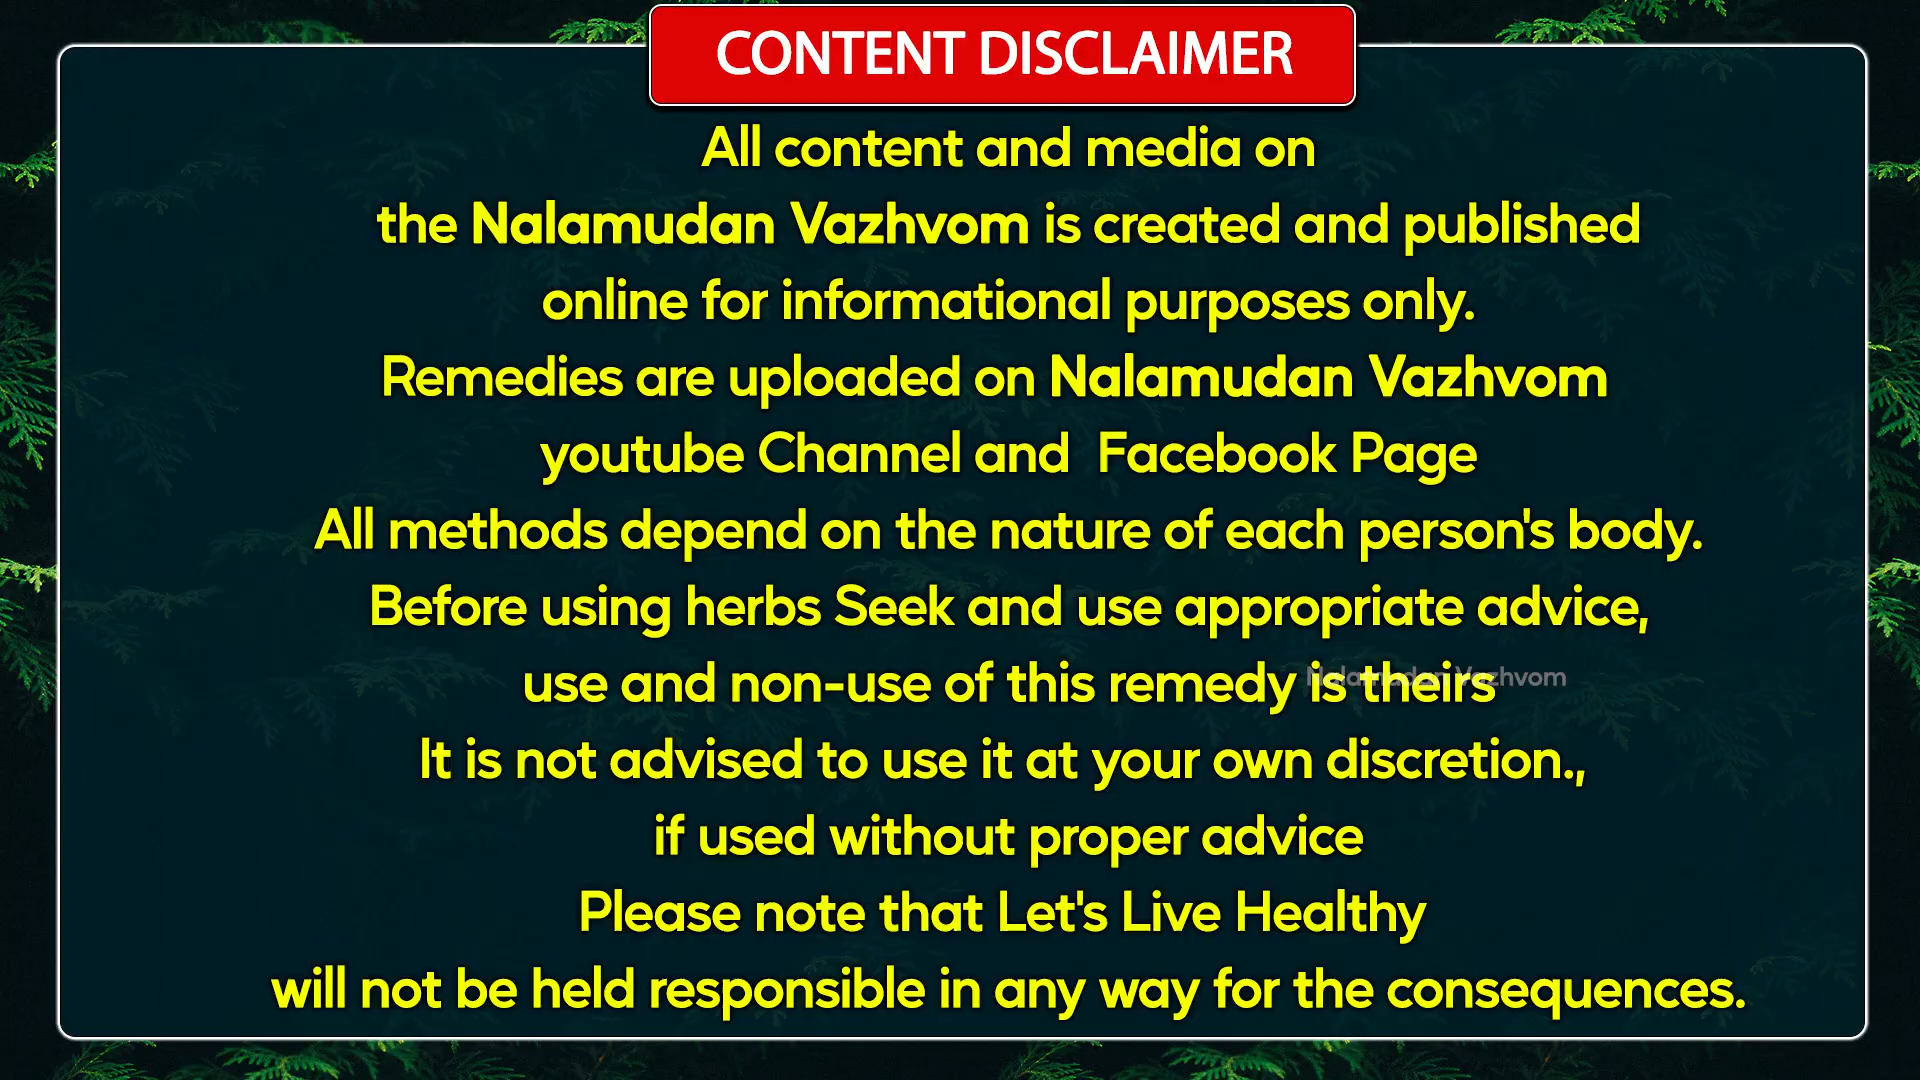 CONTENT DISCLAIMER
All content and media on
the Nalamudan Vazhvom is created and published
online for informational purposes only.
Remedies are uploaded on Nalamudan Vazhvom
youtube Channel and Facebook Page
All methods depend on the nature of each person's body.
Before using herbs Seek and use appropriate advice,
use and non-use of this remedy is theirs
Nalamudan Vazhvom
It is not advised to use it at your own discretion.,
if used without proper advice
Please note that Let's Live Healthy
will not be held responsible in any way for the consequences.